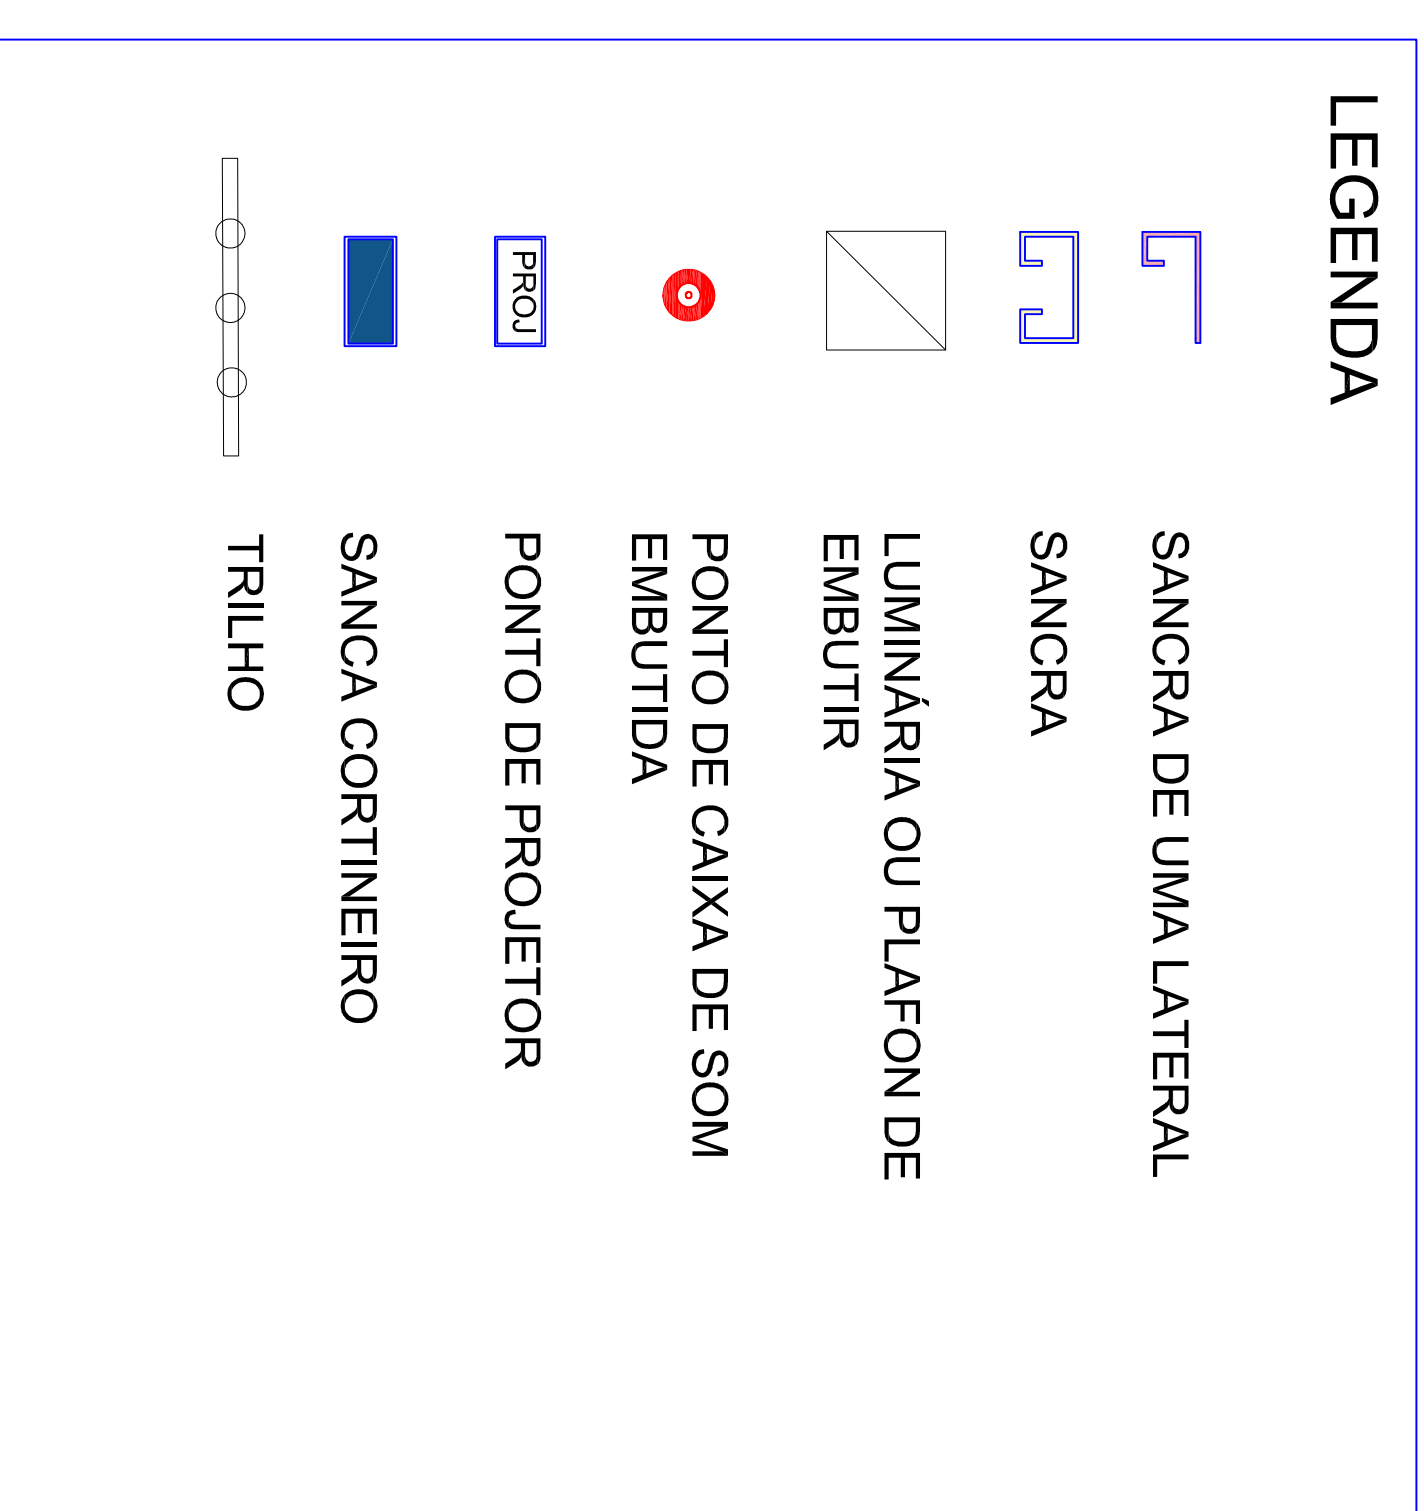 LEGENDA
SANCRA DE UMA LATERAL
SANCRA
LUMINÁRIA OU PLAFON DE
EMBUTIR
PONTO DE CAIXA DE SOM
EMBUTIDA
PROJ
PONTO DE PROJETOR
SANCA CORTINEIRO
TRILHO